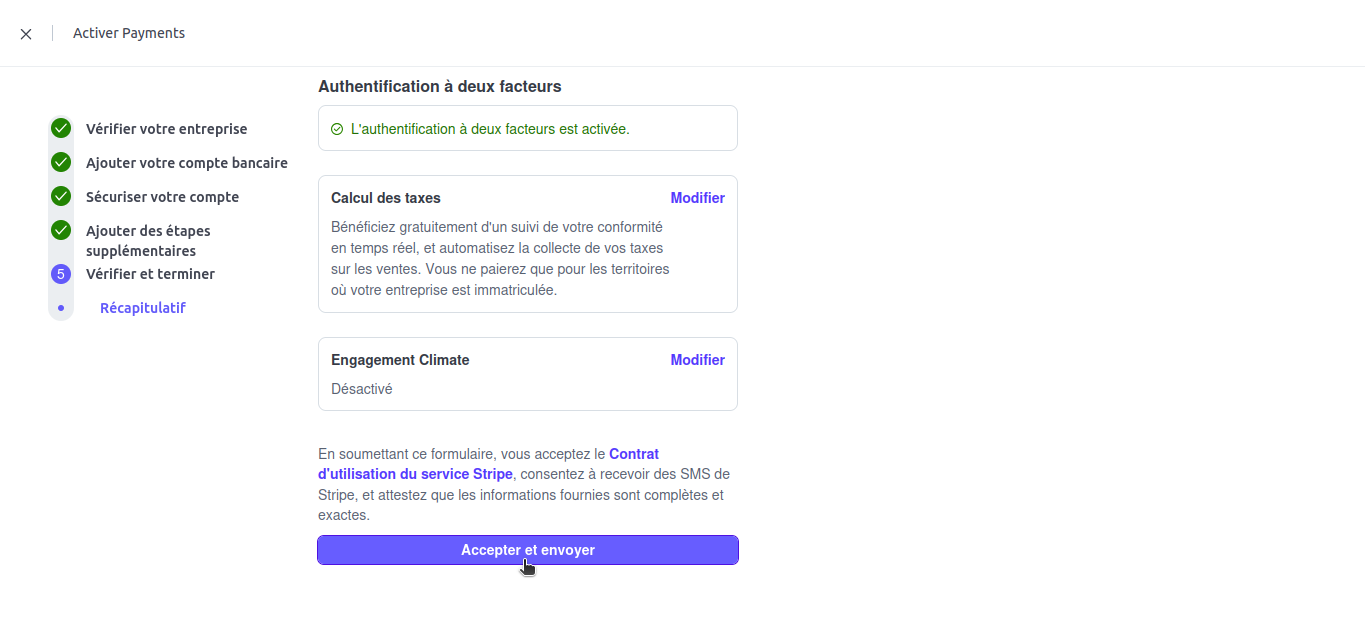 Activer Payments
Vérifier votre entreprise
Ajouter votre compte bancaire
Sécuriser votre compte
Ajouter des étapes
supplémentaires
5
Vérifier et terminer
Récapitulatif
Authentification à deux facteurs
L'authentification à deux facteurs est activée.
Calcul des taxes
Modifier
Bénéficiez gratuitement d'un suivi de votre conformité
en temps réel, et automatisez la collecte de vos taxes
sur les ventes. Vous ne paierez que pour les territoires
où votre entreprise est immatriculée.
Engagement Climate
Modifier
Désactivé
En soumettant ce formulaire, vous acceptez le Contrat
d'utilisation du service Stripe, consentez à recevoir des SMS de
Stripe, et attestez que les informations fournies sont complètes et
exactes.
Accepter et envoyer